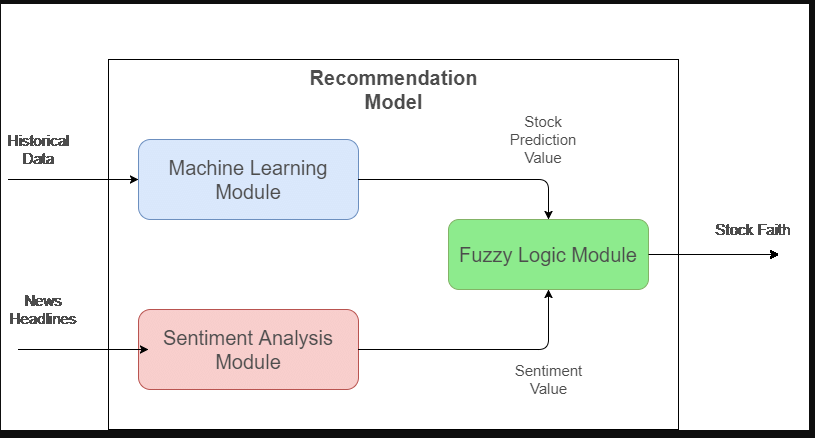 Recommendation
Model
Historical
Data
Machine Learning
Module
Stock
Prediction
Value
Fuzzy Logic Module
Stock Faith
News
Headlines
Sentiment Analysis
Module
Sentiment
Value